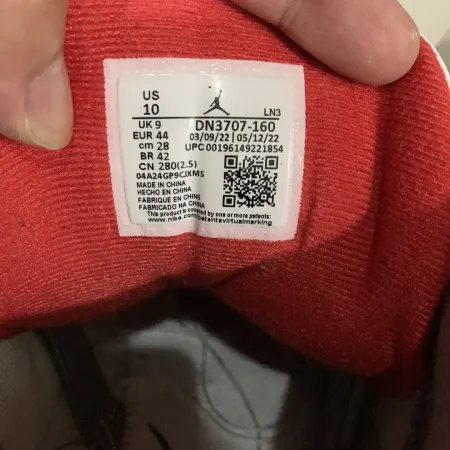 US
10
LN3
UK 9
DN3707-160
EUR 44
03/09/22 | 05/12/22
cm 28
UPC 00196149221854
BR 42
CN 280(2.5)
04A24GP9CJXMS
MADE IN CHINA
HECHO EN CHINA
FABRIQUE EN CHINE
FABRICADO NA CHINA
This product is covered by one or more patents:
www.nike.com/patentsvirtualmarking